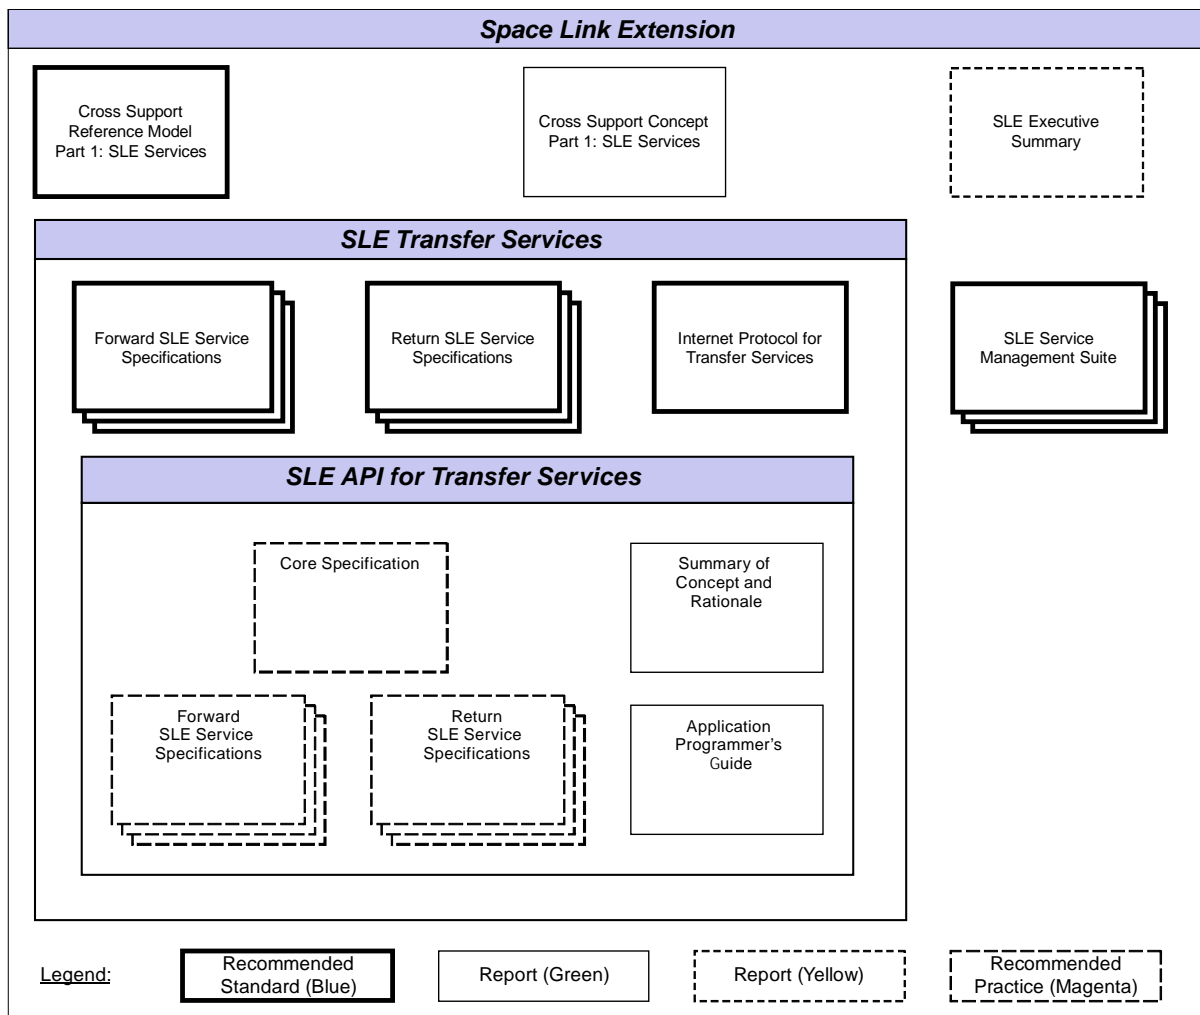 Space Link Extension
Cross Support
Reference Model
Part 1: SLE Services
Cross Support Concept
Part 1: SLE Services
SLE Executive
Summary
SLE Transfer Services
Forward SLE Service
Specifications
Return SLE Service
Specifications
Internet Protocol for
Transfer Services
SLE Service
Management Suite
SLE API for Transfer Services
Core Specification
Summary of
Concept and
Rationale
Forward
SLE Service
Specifications
Return
SLE Service
Specifications
Application
Programmer’s
Guide
Legend:
Recommended
Standard (Blue)
Report (Green)
Report (Yellow)
Recommended
Practice (Magenta)